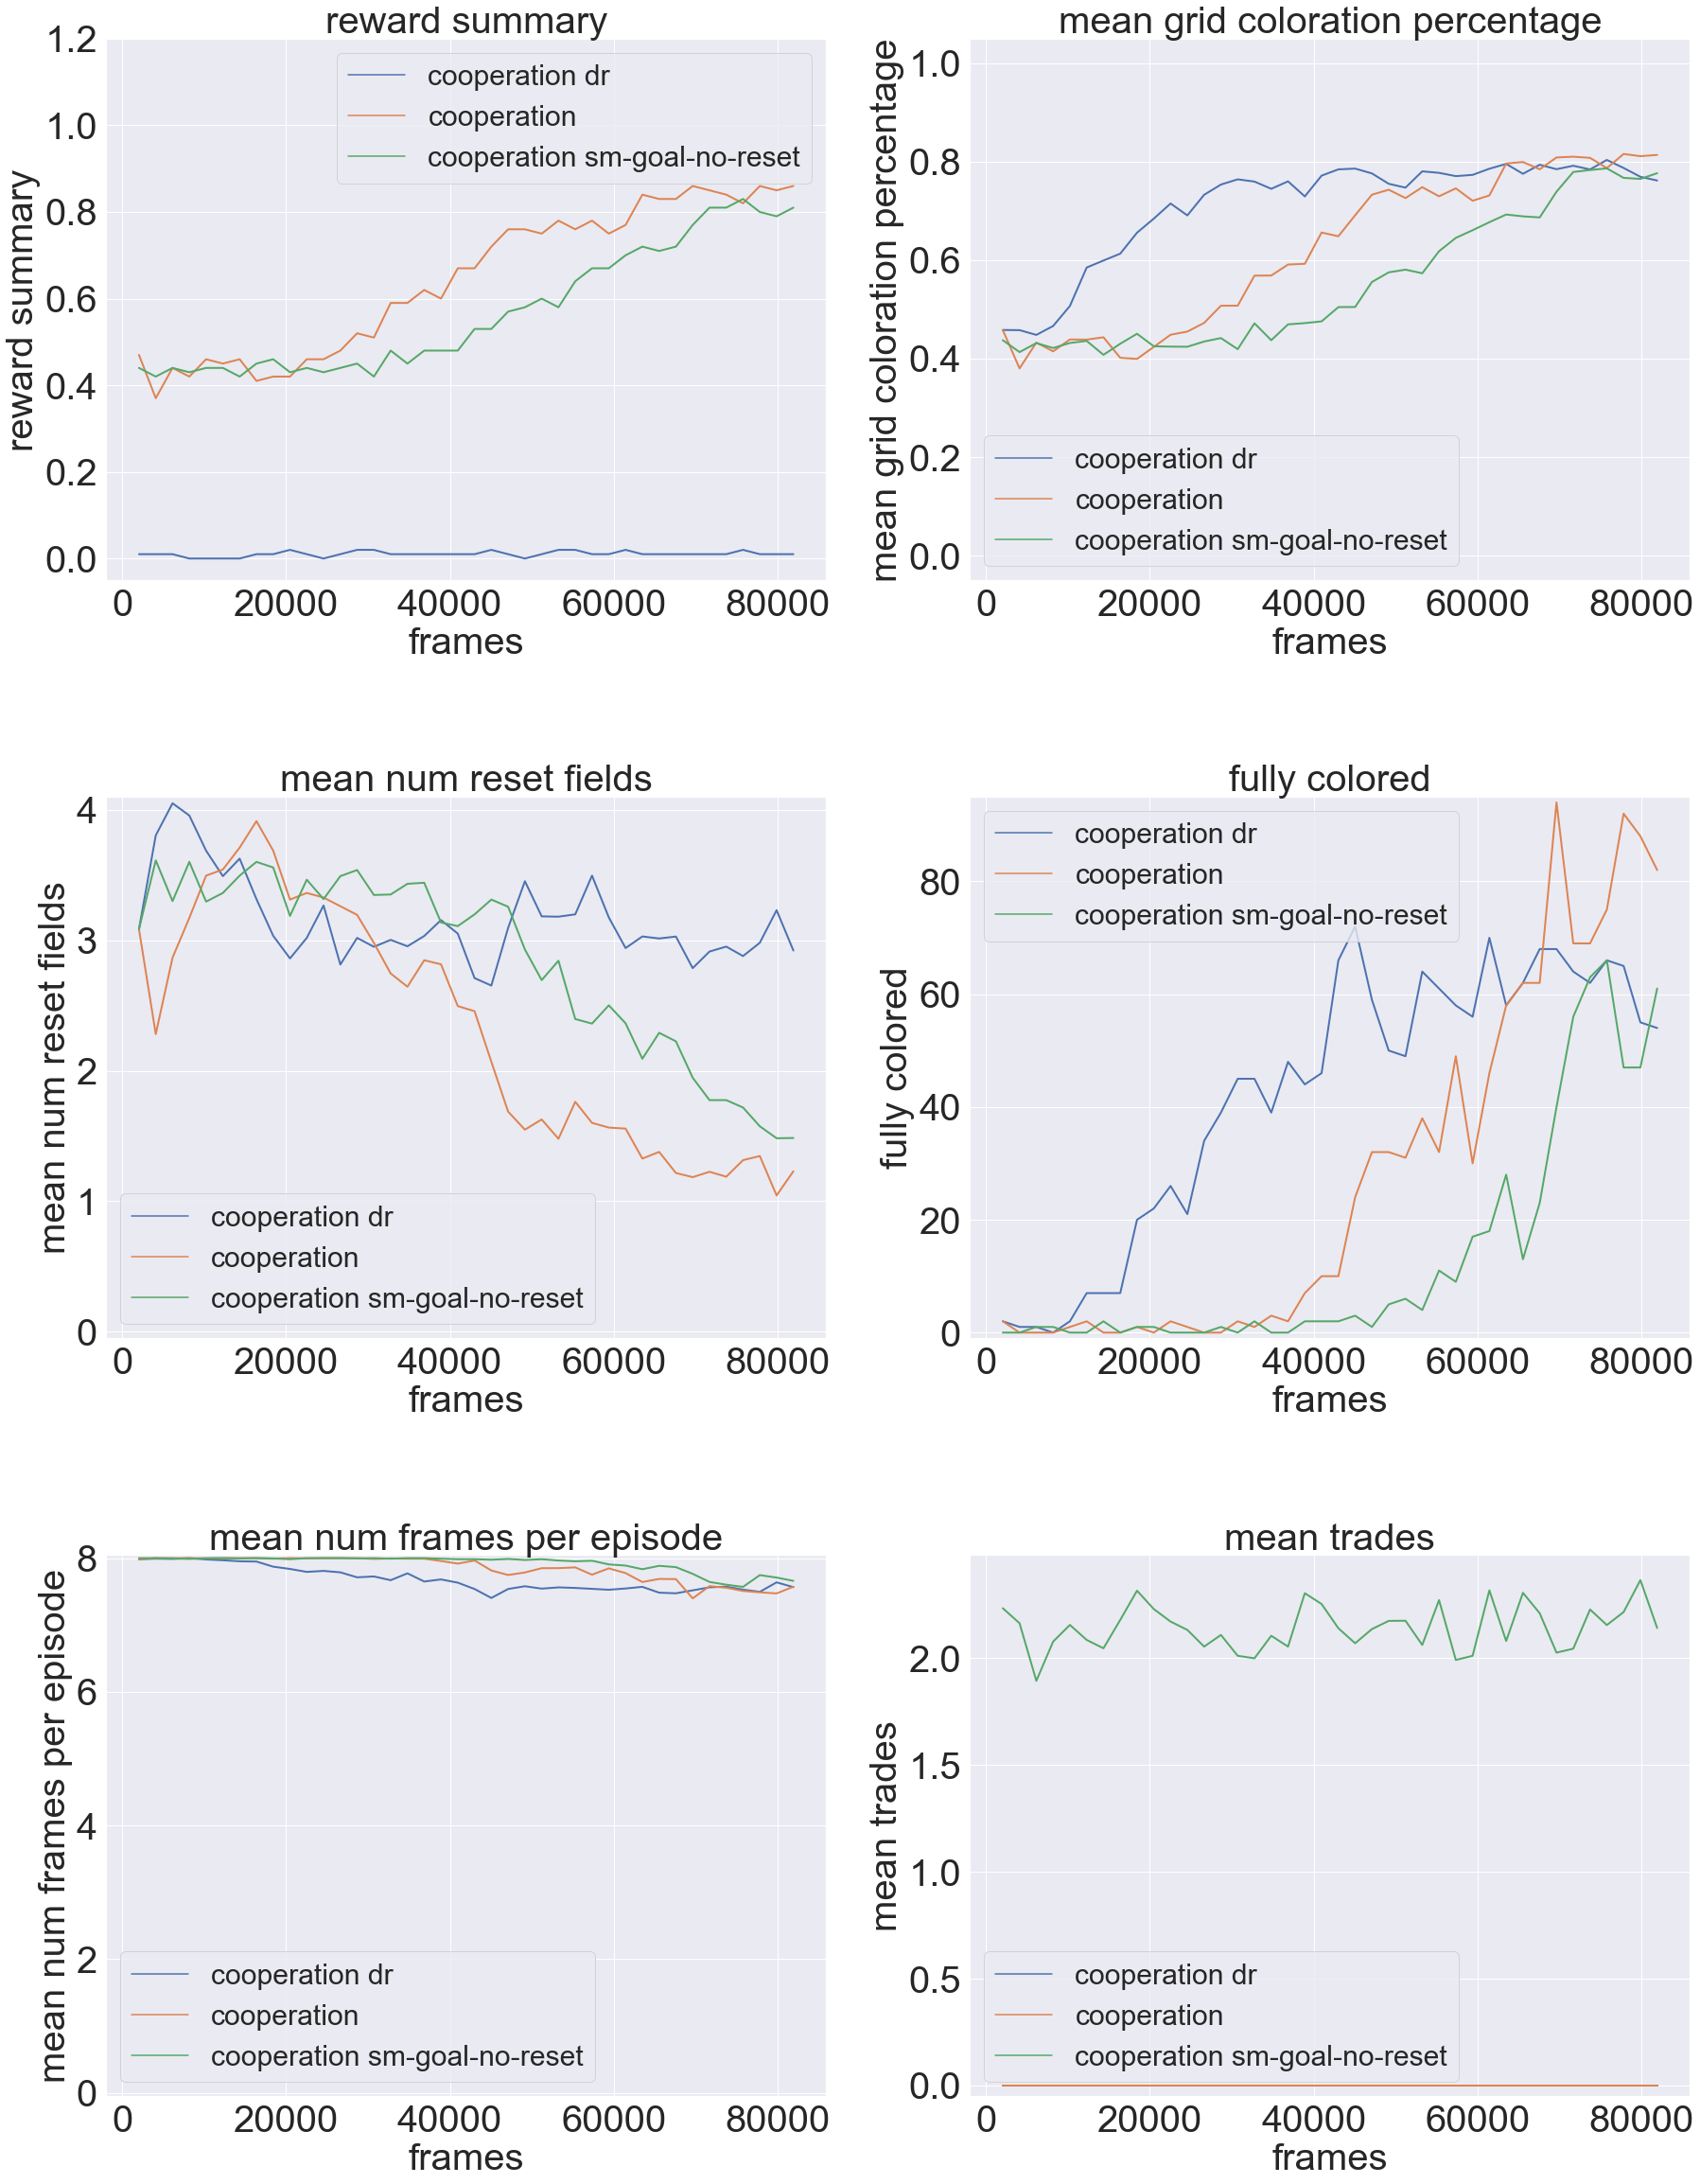 reward summary
1.2
1.0
0.8
0.6
0.4
0.2
0.0
reward summary
cooperation dr
cooperation
cooperation sm-goal-no-reset
0
20000
40000
60000
80000
frames
mean grid coloration percentage
1.0
0.8
0.6
0.4
0.2
0.0
mean grid coloration percentage
cooperation dr
cooperation
cooperation sm-goal-no-reset
0
20000
40000
60000
80000
frames
mean num reset fields
4
3
2
1
0
mean num reset fields
cooperation dr
cooperation
cooperation sm-goal-no-reset
0
20000
40000
60000
80000
frames
fully colored
80
60
40
20
0
fully colored
cooperation dr
cooperation
cooperation sm-goal-no-reset
0
20000
40000
60000
80000
frames
mean num frames per episode
8
6
4
2
0
mean num frames per episode
cooperation dr
cooperation
cooperation sm-goal-no-reset
0
20000
40000
60000
80000
frames
mean trades
2.0
1.5
1.0
0.5
0.0
mean trades
cooperation dr
cooperation
cooperation sm-goal-no-reset
0
20000
40000
60000
80000
frames